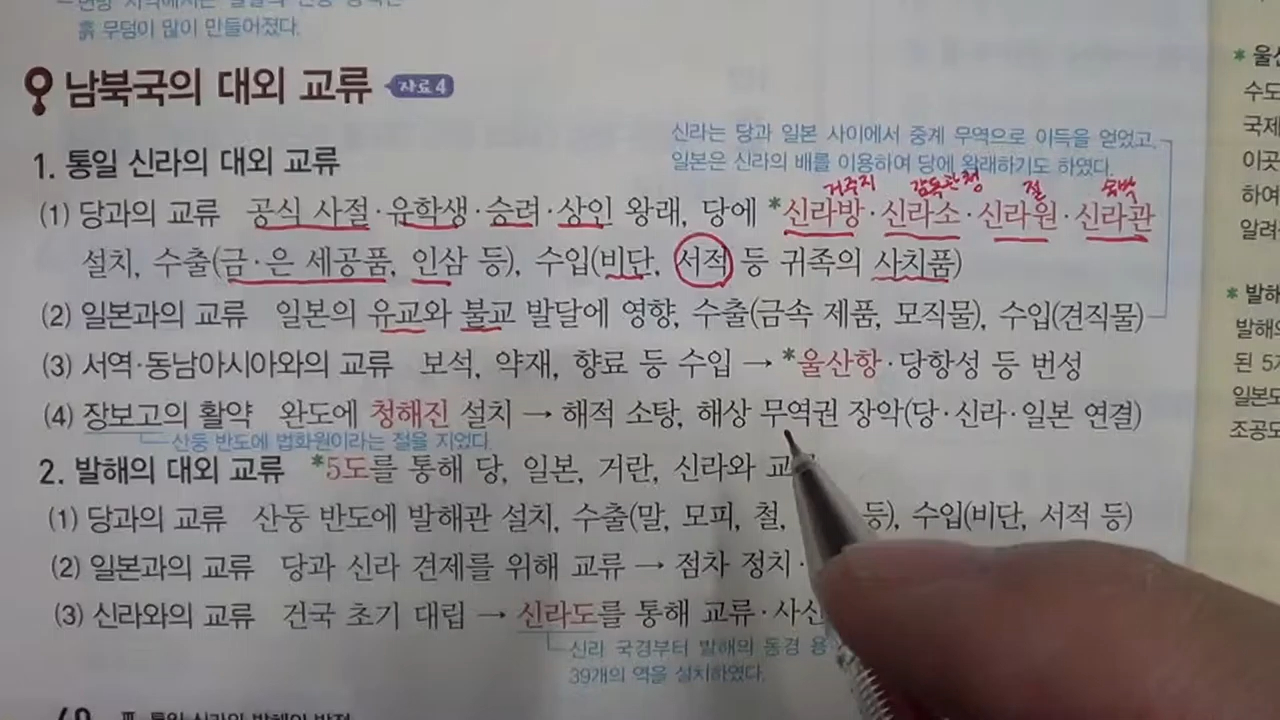 흙 무덤이 많이 만들어졌다.
남북국의 대외 교류 자료4
신라는 당과 일본 사이에서 중계 무역으로 이득을 얻었고,
일본은 신라의 배를 이용하여 당에 왕래하기도 하였다.
1. 통일 신라의 대외 교류
거주지 감독관청 절 숙박
(1) 당과의 교류 공식 사절·유학생·승려·상인 왕래, 당에 *신라방·신라소·신라원·신라관
설치, 수출(금·은 세공품, 인삼 등), 수입(비단, 서적 등 귀족의 사치품)
(2) 일본과의 교류 일본의 유교와 불교 발달에 영향, 수출(금속 제품, 모직물), 수입(견직물)
(3) 서역·동남아시아와의 교류 보석, 약재, 향료 등 수입 → *울산항·당항성 등 번성
(4) 장보고의 활약 완도에 청해진 설치 → 해적 소탕, 해상 무역권 장악(당·신라·일본 연결)
산둥 반도에 법화원이라는 절을 지었다.
2. 발해의 대외 교류 *5도를 통해 당, 일본, 거란, 신라와 교
(1) 당과의 교류 산둥 반도에 발해관 설치, 수출(말, 모피, 철, 등), 수입(비단, 서적 등)
(2) 일본과의 교류 당과 신라 견제를 위해 교류 → 점차 정치·
(3) 신라와의 교류 건국 초기 대립 → 신라도를 통해 교류·사신
신라 국경부터 발해의 동경 용
39개의 역을 설치하였다.
* 울산
수도
국제
이곳
하여
알려
* 발해
발해의
된 5개
일본도
조공도